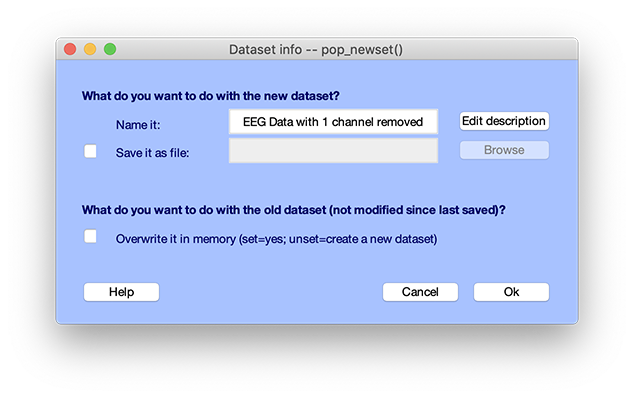 Dataset info -- pop_newset()
What do you want to do with the new dataset?
Name it: EEG Data with 1 channel removed Edit description
Save it as file: Browse
What do you want to do with the old dataset (not modified since last saved)?
Overwrite it in memory (set=yes; unset=create a new dataset)
Help Cancel Ok